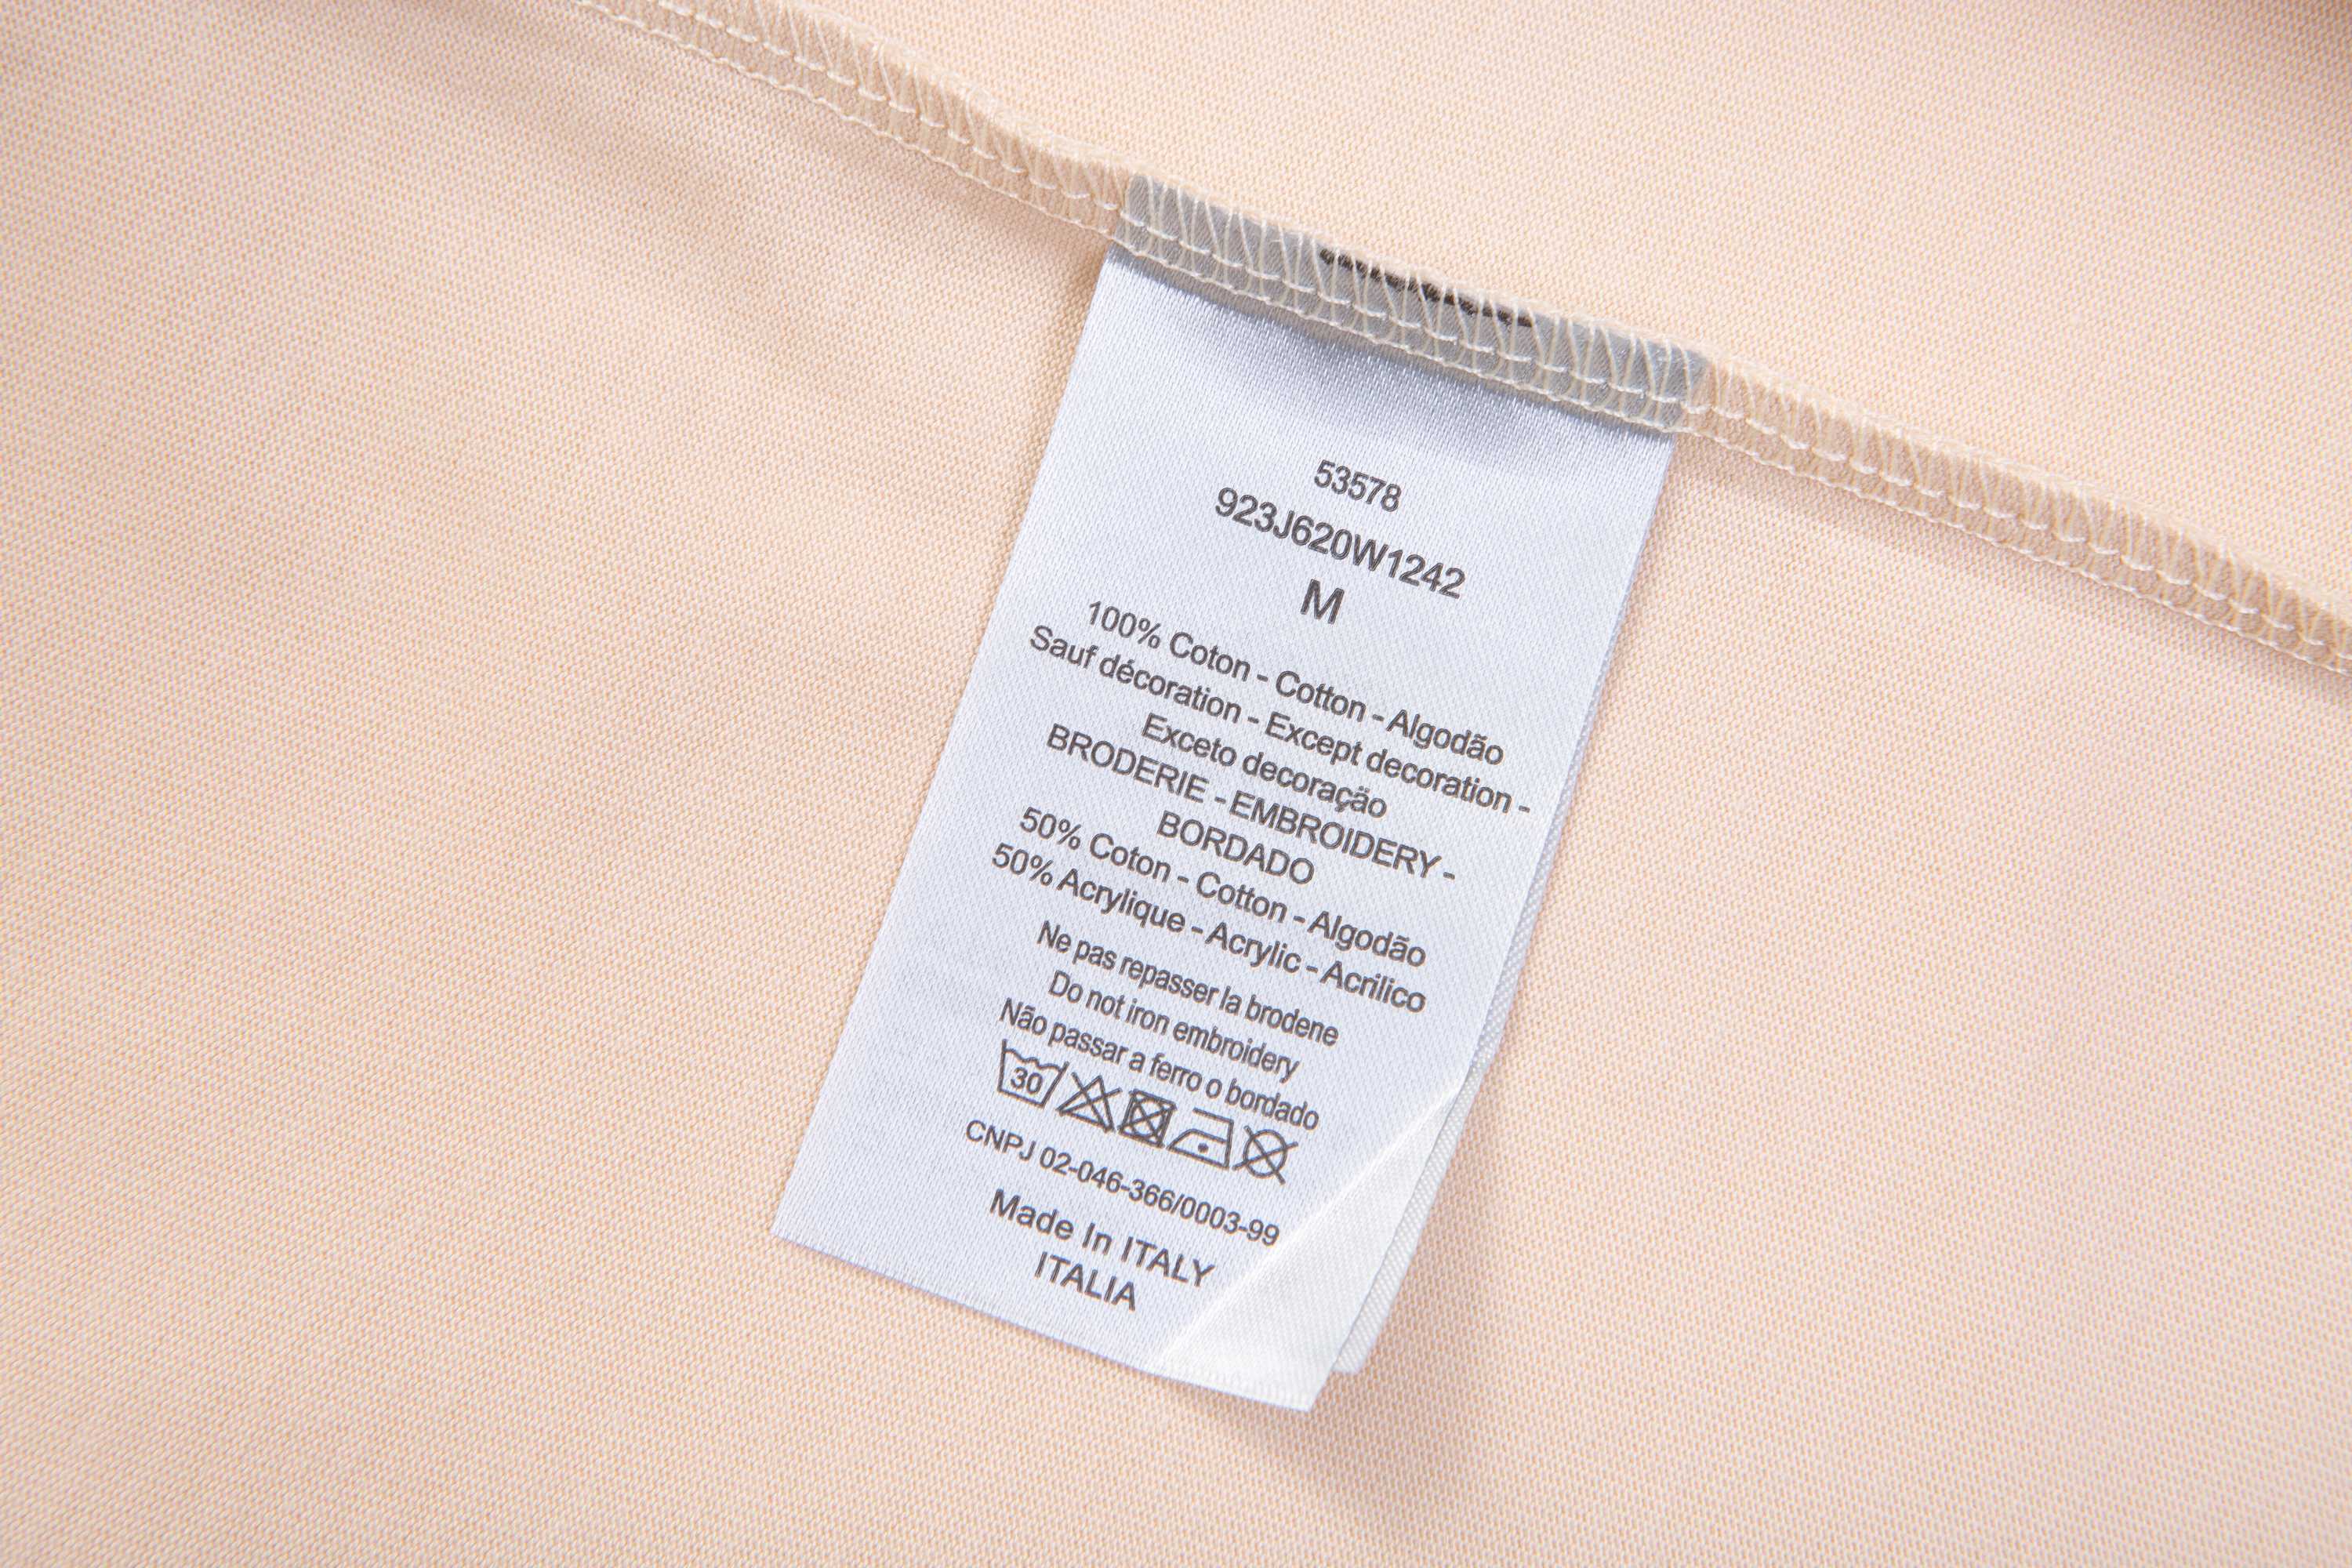 53578
923J620W1242
M
100% Coton - Cotton - Algodão
Sauf décoration - Except decoration -
Exceto decoração
BRODERIE - EMBROIDERY -
BORDADO
50% Coton - Cotton - Algodão
50% Acrylique - Acrylic - Acrilico
Ne pas repasser la brodene
Do not iron embroidery
Não passar a ferro o bordado
30
CNPJ 02-046-366/0003-99
Made In ITALY
ITALIA